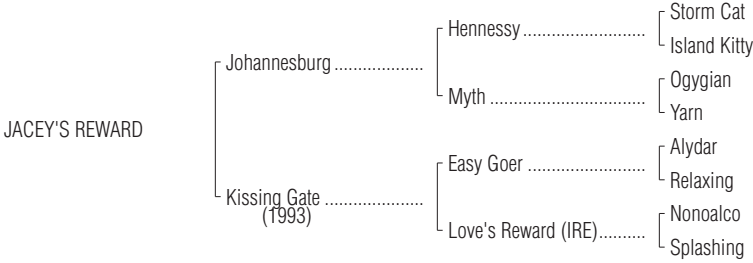 Storm Cat
Hennessy ..........................
Island Kitty
Johannesburg ...................
Ogygian
Myth .................................
Yarn
JACEY'S REWARD
Alydar
Easy Goer .........................
Relaxing
Kissing Gate .....................
(1993)
Nonoalco
Love's Reward (IRE)..........
Splashing